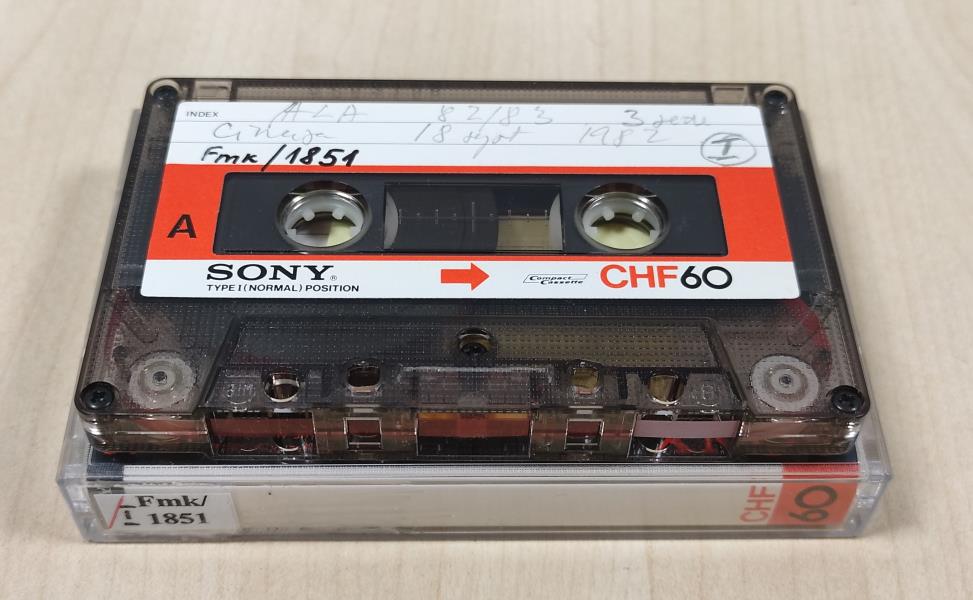 INDEX ALA 82/83 3
18 1982 I
Fmk/1851
A
SONY®
TYPE I (NORMAL) POSITION
Compact Cassette
CHF60
Fmk/
I 1851
CHF 60